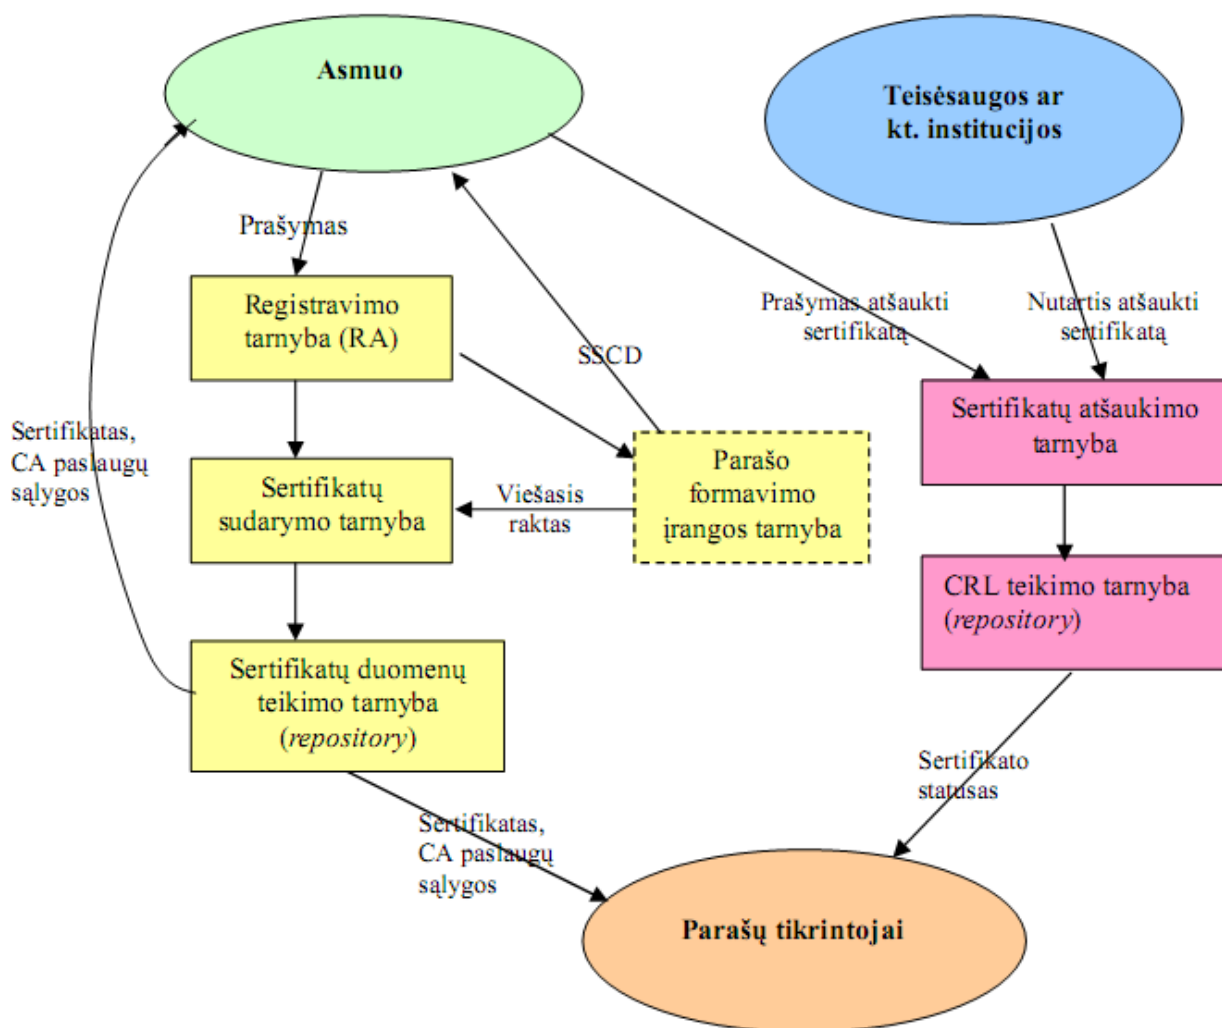 Asmuo
Teisėsaugos ar
kt. institucijos
Prašymas
Registravimo
tarnyba (RA)
Prašymas atšaukti
sertifikatą
Nutartis atšaukti
sertifikatą
SSCD
Sertifikatų atšaukimo
tarnyba
Sertifikatas,
CA paslaugų
sąlygos
Sertifikatų
sudarymo tarnyba
Viešasis
raktas
Parašo
formavimo
įrangos tarnyba
CRL teikimo tarnyba
(repository)
Sertifikatų duomenų
teikimo tarnyba
(repository)
Sertifikato
statusas
Sertifikatas,
CA paslaugų
sąlygos
Parašų tikrintojai